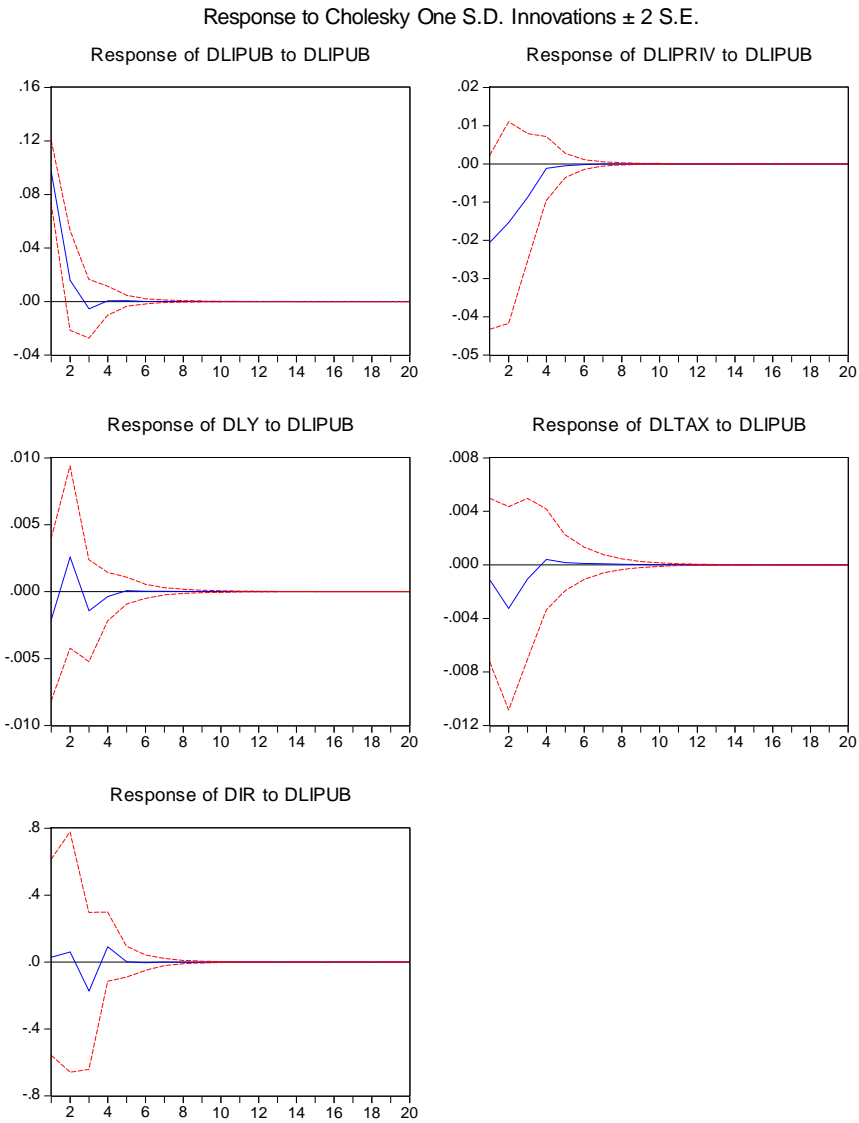 Response to Cholesky One S.D. Innovations ± 2 S.E.
Response of DLIPUB to DLIPUB
.16
.12
.08
.04
.00
-.04
2 4 6 8 10 12 14 16 18 20
Response of DLIPRIV to DLIPUB
.02
.01
.00
-.01
-.02
-.03
-.04
-.05
2 4 6 8 10 12 14 16 18 20
Response of DLY to DLIPUB
.010
.005
.000
-.005
-.010
2 4 6 8 10 12 14 16 18 20
Response of DLTAX to DLIPUB
.008
.004
.000
-.004
-.008
-.012
2 4 6 8 10 12 14 16 18 20
Response of DIR to DLIPUB
.8
.4
.0
-.4
-.8
2 4 6 8 10 12 14 16 18 20